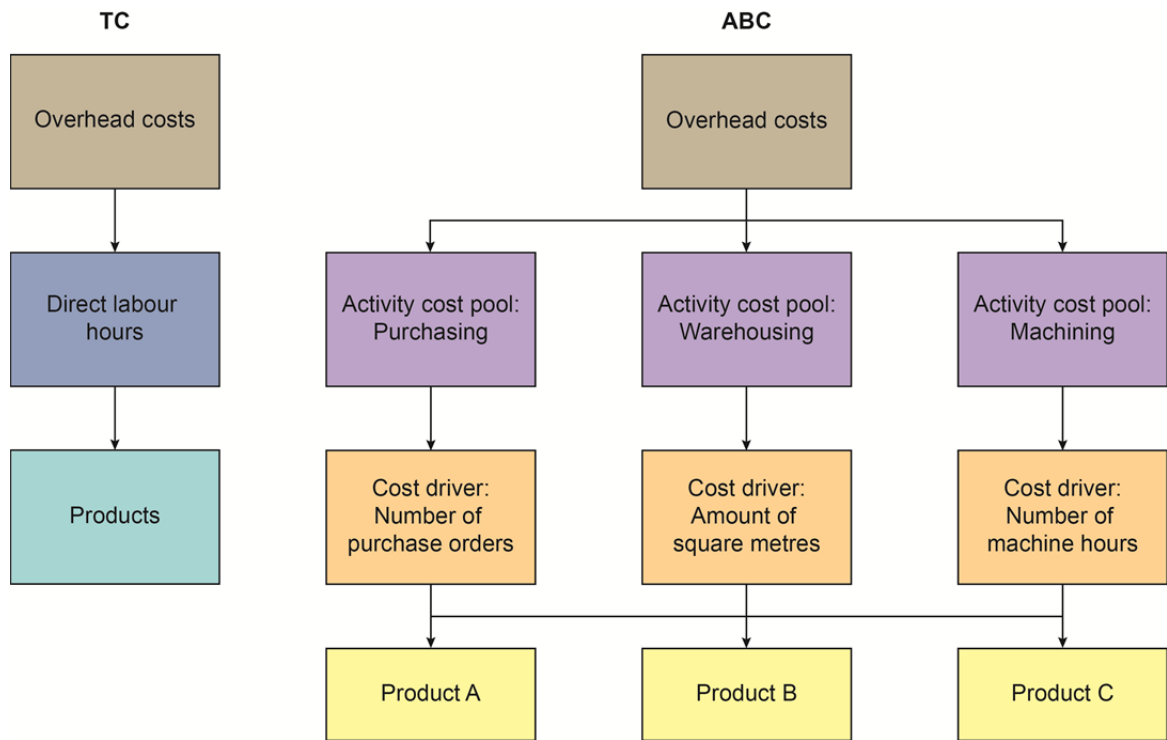 TC
ABC
Overhead costs
Overhead costs
Direct labour
hours
Activity cost pool:
Purchasing
Activity cost pool:
Warehousing
Activity cost pool:
Machining
Products
Cost driver:
Number of
purchase orders
Cost driver:
Amount of
square metres
Cost driver:
Number of
machine hours
Product A
Product B
Product C